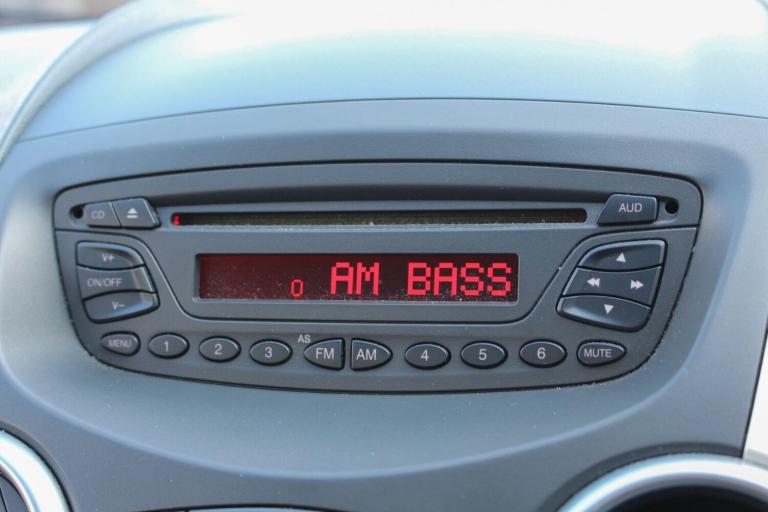 CD AUD
V+
0 AM BASS
ON/OFF
V-
MENU 1 2 3 AS FM AM 4 5 6 MUTE